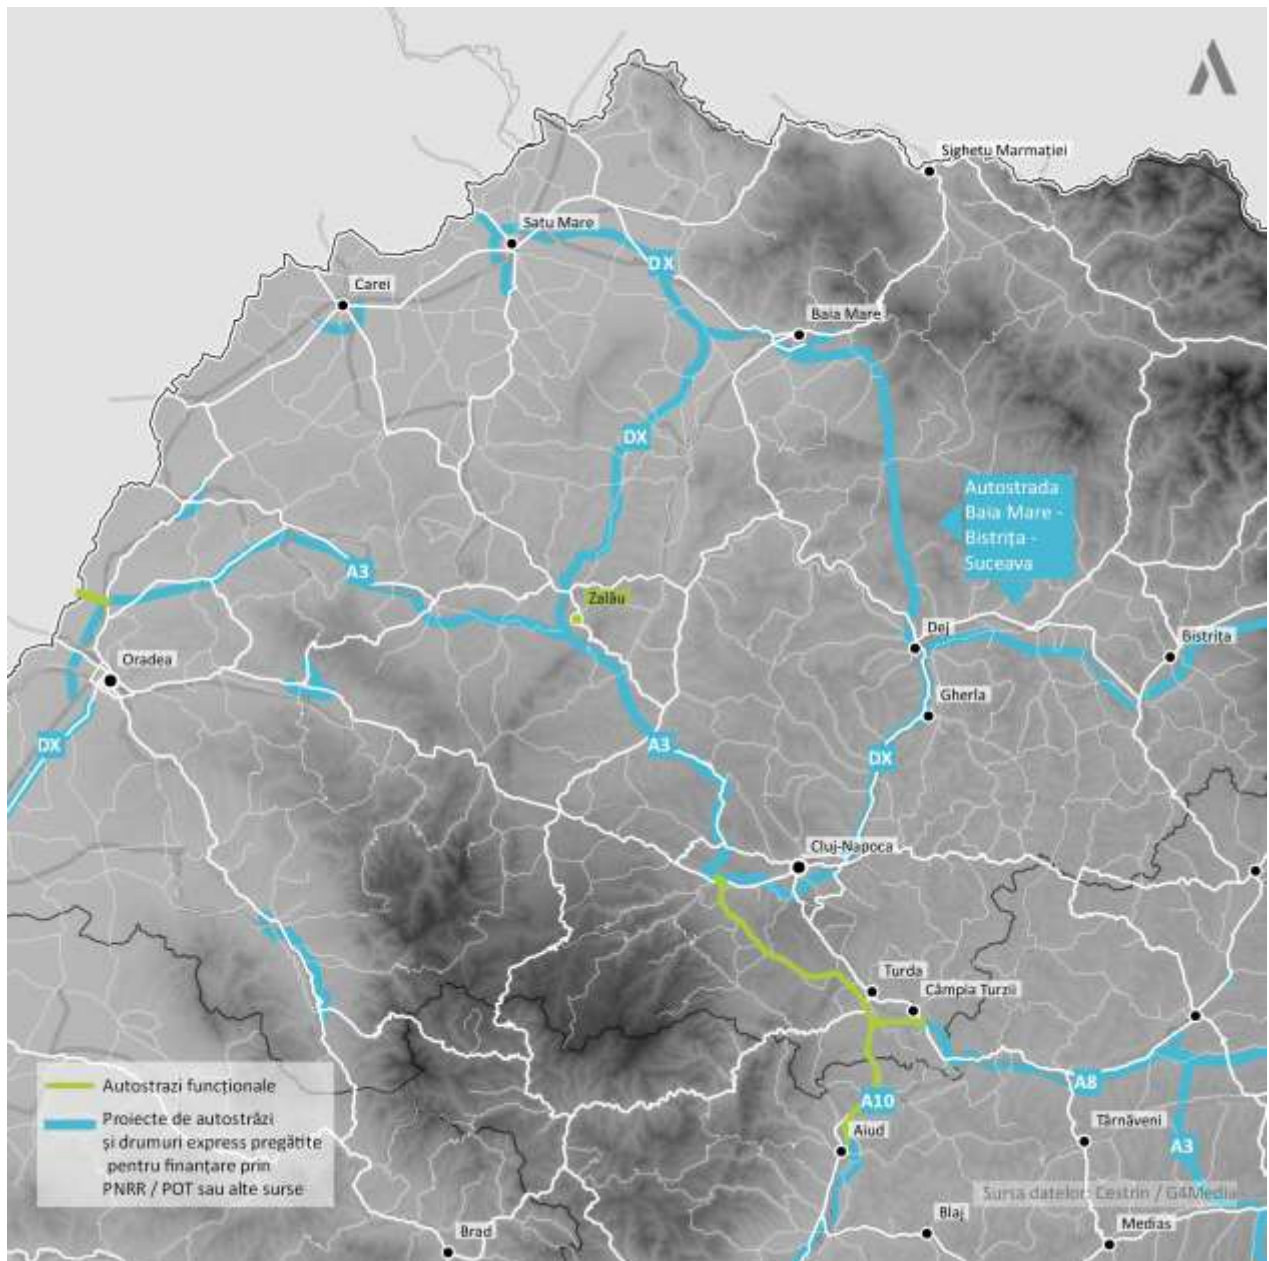 Sighetu Marmației
Satu Mare
DX
Carei
Baia Mare
DX
Autostrada
Baia Mare -
Bistrița -
Suceava
A3
Zalău
Dej
Bistrița
Oradea
Gherla
DX
A3
DX
Cluj-Napoca
Turda
Câmpia Turzii
Autostrazi funcționale
A8
Proiecte de autostrăzi
și drumuri express pregătite
pentru finanțare prin
PNRR / POT sau alte surse
A10
Aiud
Târnăveni
A3
Sursa datelor: Cestrin / G4Media
Blaj
Medias
Brad